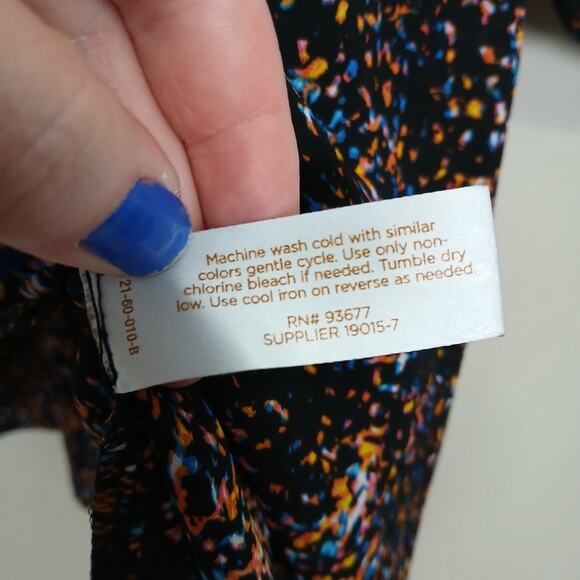 Machine wash cold with similar
colors gentle cycle. Use only non-
chlorine bleach if needed. Tumble dry
low. Use cool iron on reverse as needed.
RN# 93677
SUPPLIER 19015-7
21-60-010-B